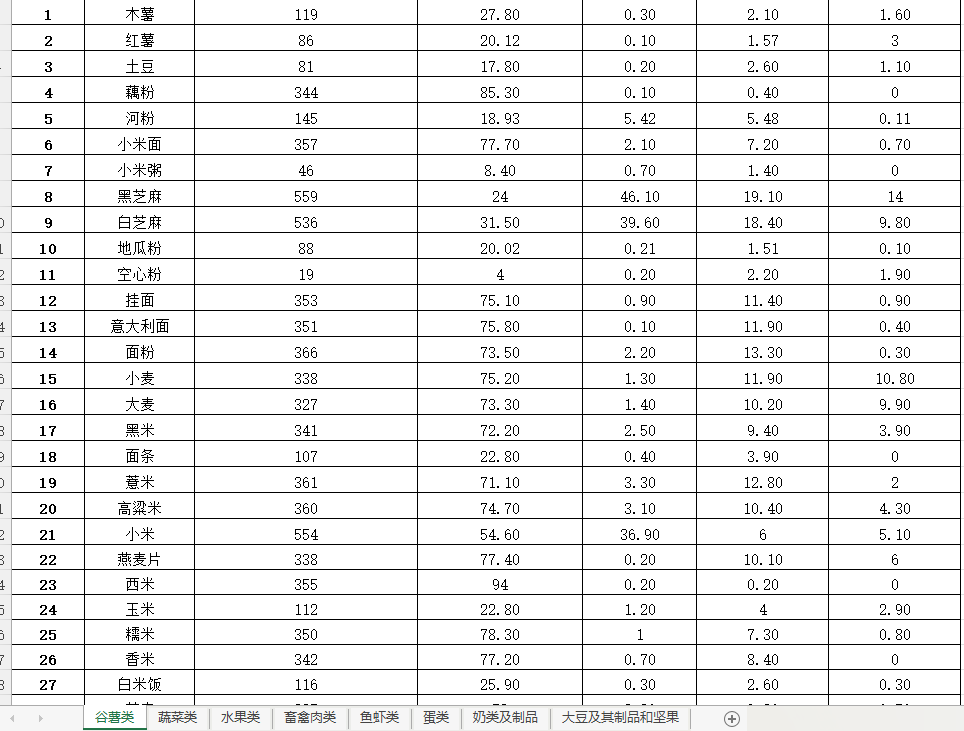 1 木薯 119 27.80 0.30 2.10 1.60
2 红薯 86 20.12 0.10 1.57 3
3 土豆 81 17.80 0.20 2.60 1.10
4 藕粉 344 85.30 0.10 0.40 0
5 河粉 145 18.93 5.42 5.48 0.11
6 小米面 357 77.70 2.10 7.20 0.70
7 小米粥 46 8.40 0.70 1.40 0
8 黑芝麻 559 24 46.10 19.10 14
9 白芝麻 536 31.50 39.60 18.40 9.80
10 地瓜粉 88 20.02 0.21 1.51 0.10
11 空心粉 19 4 0.20 2.20 1.90
12 挂面 353 75.10 0.90 11.40 0.90
13 意大利面 351 75.80 0.10 11.90 0.40
14 面粉 366 73.50 2.20 13.30 0.30
15 小麦 338 75.20 1.30 11.90 10.80
16 大麦 327 73.30 1.40 10.20 9.90
17 黑米 341 72.20 2.50 9.40 3.90
18 面条 107 22.80 0.40 3.90 0
19 薏米 361 71.10 3.30 12.80 2
20 高粱米 360 74.70 3.10 10.40 4.30
21 小米 554 54.60 36.90 6 5.10
22 燕麦片 338 77.40 0.20 10.10 6
23 西米 355 94 0.20 0.20 0
24 玉米 112 22.80 1.20 4 2.90
25 糯米 350 78.30 1 7.30 0.80
26 香米 342 77.20 0.70 8.40 0
27 白米饭 116 25.90 0.30 2.60 0.30
谷薯类 蔬菜类 水果类 畜禽肉类 鱼虾类 蛋类 奶类及制品 大豆及其制品和坚果